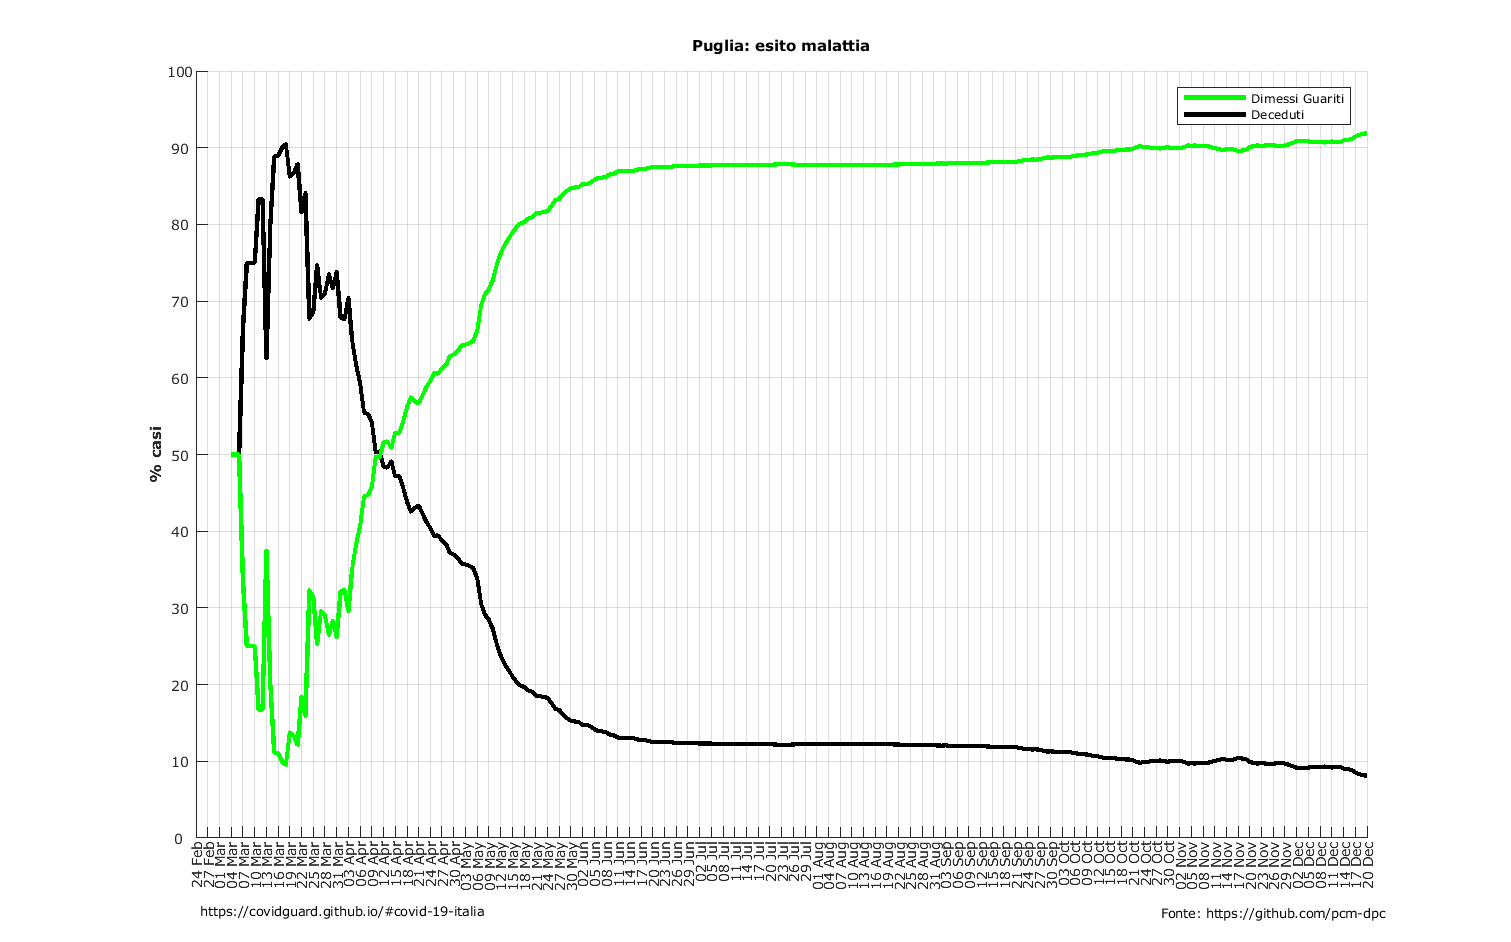 Puglia: esito malattia
Dimessi Guariti
Deceduti
% casi
100
90
80
70
60
50
40
30
20
10
0
24 Feb
27 Feb
01 Mar
04 Mar
07 Mar
10 Mar
13 Mar
16 Mar
19 Mar
22 Mar
25 Mar
28 Mar
31 Mar
03 Apr
06 Apr
09 Apr
12 Apr
15 Apr
18 Apr
21 Apr
24 Apr
27 Apr
30 Apr
03 May
06 May
09 May
12 May
15 May
18 May
21 May
24 May
27 May
30 May
02 Jun
05 Jun
08 Jun
11 Jun
14 Jun
17 Jun
20 Jun
23 Jun
26 Jun
29 Jun
02 Jul
05 Jul
08 Jul
11 Jul
14 Jul
17 Jul
20 Jul
23 Jul
26 Jul
29 Jul
01 Aug
04 Aug
07 Aug
10 Aug
13 Aug
16 Aug
19 Aug
22 Aug
25 Aug
28 Aug
31 Aug
03 Sep
06 Sep
09 Sep
12 Sep
15 Sep
18 Sep
21 Sep
24 Sep
27 Sep
30 Sep
03 Oct
06 Oct
09 Oct
12 Oct
15 Oct
18 Oct
21 Oct
24 Oct
27 Oct
30 Oct
02 Nov
05 Nov
08 Nov
11 Nov
14 Nov
17 Nov
20 Nov
23 Nov
26 Nov
29 Nov
02 Dec
05 Dec
08 Dec
11 Dec
14 Dec
17 Dec
20 Dec
https://covidguard.github.io/#covid-19-italia
Fonte: https://github.com/pcm-dpc